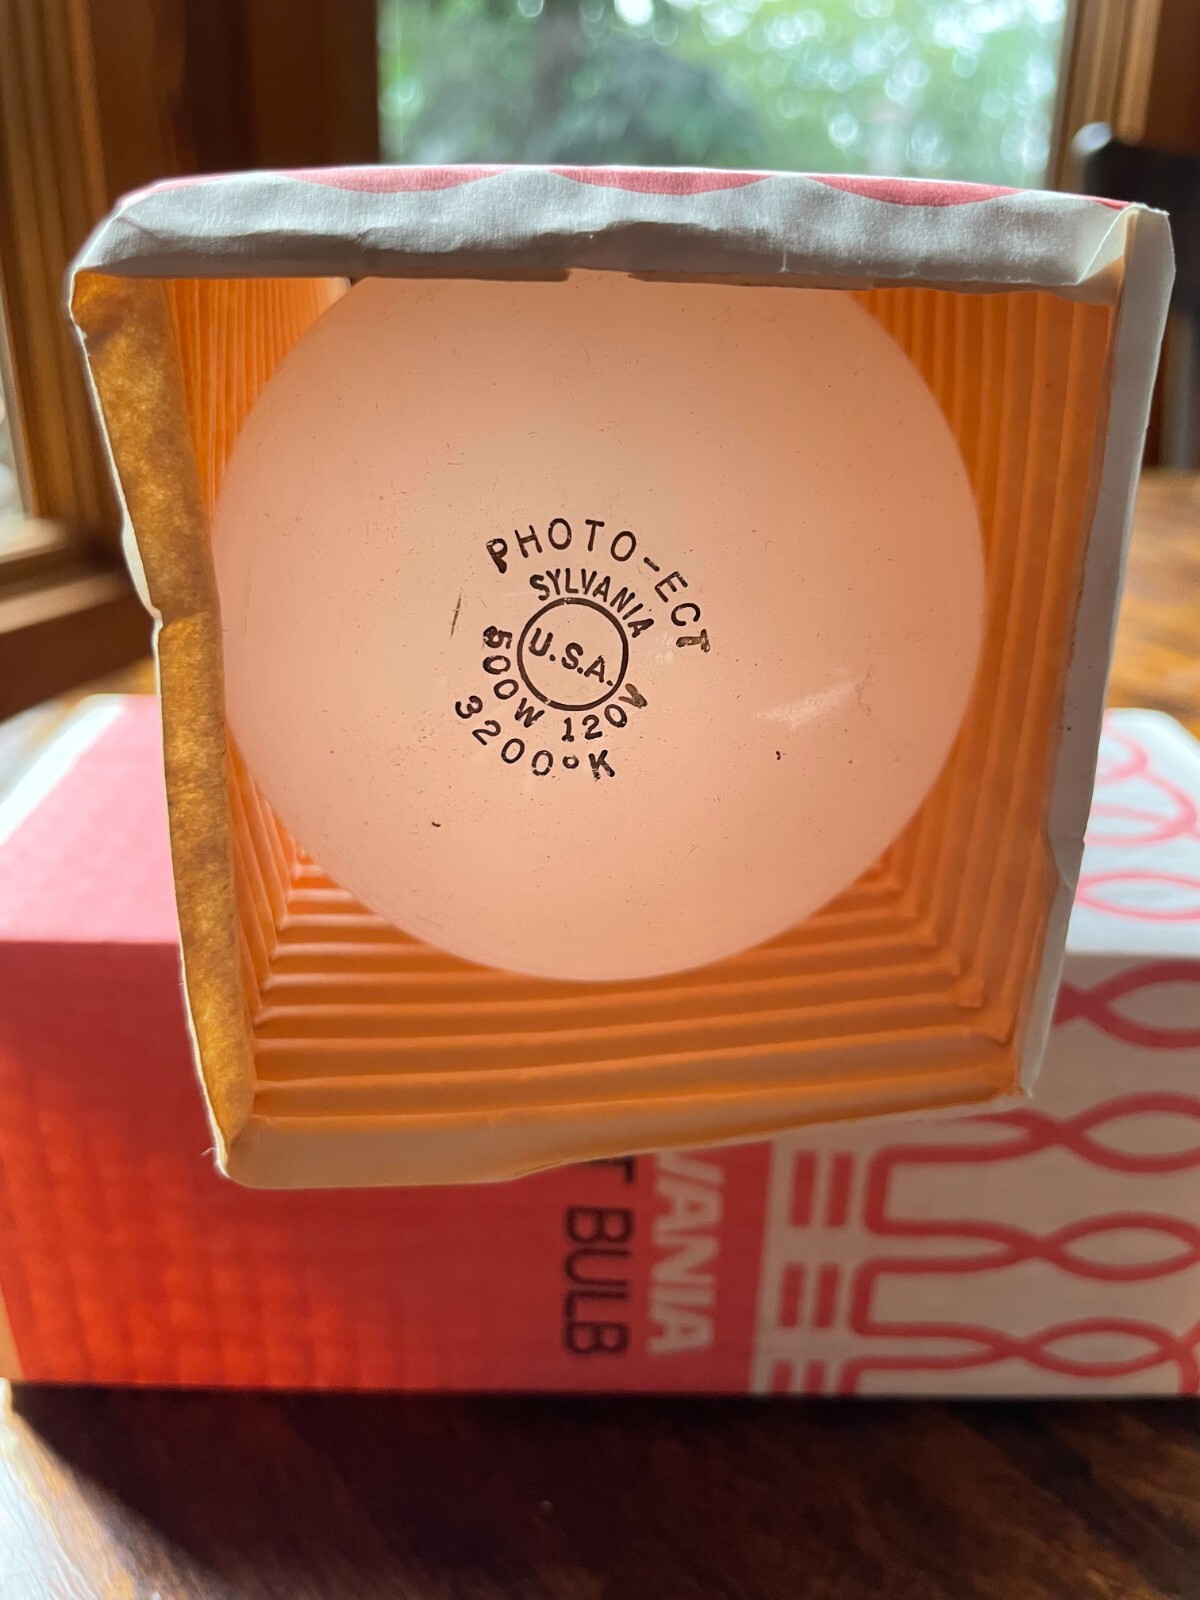 PHOTO-ECT
SYLVANIA
U.S.A.
500W 120V
3200°K
VANIA
T BULB